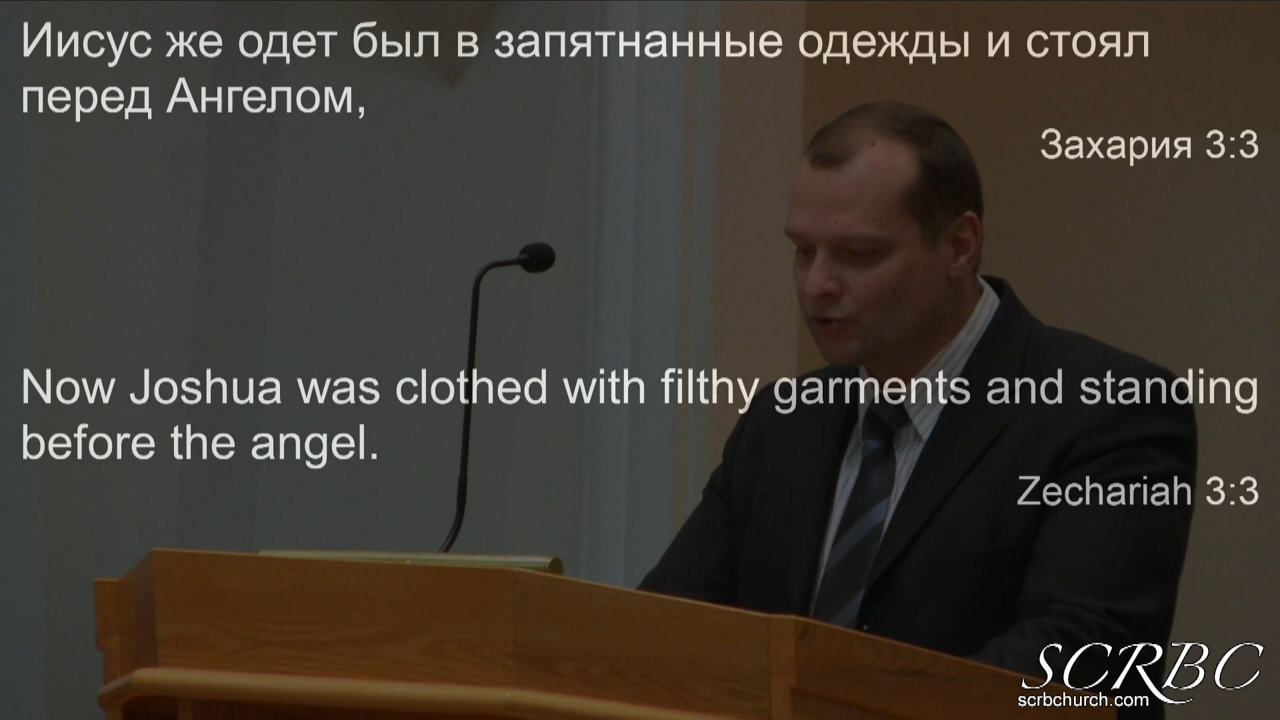 Иисус же одет был в запятнанные одежды и стоял
перед Ангелом,
Захария 3:3
Now Joshua was clothed with filthy garments and standing
before the angel.
Zechariah 3:3
SCRBC
scrbchurch.com